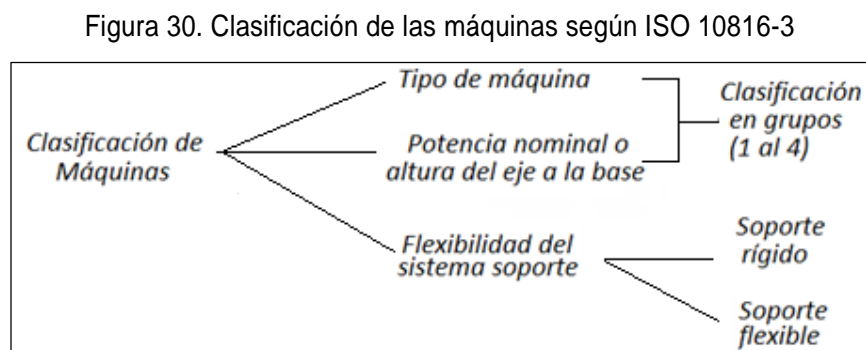 Figura 30. Clasificación de las máquinas según ISO 10816-3
Tipo de máquina
Clasificación
en grupos
(1 al 4)
Clasificación de
Máquinas
Potencia nominal o
altura del eje a la base
Flexibilidad del
sistema soporte
Soporte
rígido
Soporte
flexible